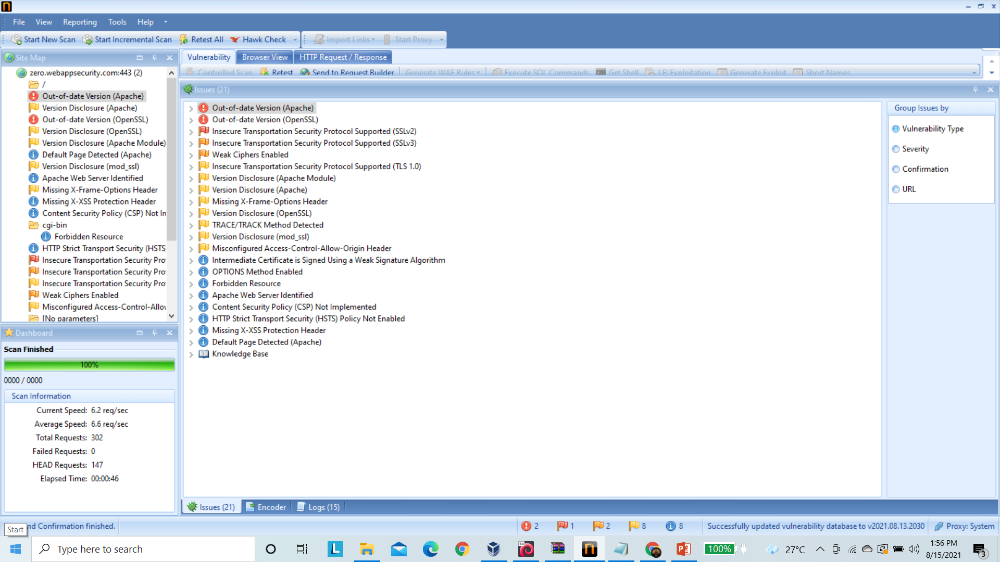 File View Reporting Tools Help
Start New Scan Start Incremental Scan Retest All Hawk Check Import Links Start Proxy
Site Map
zero.webappsecurity.com:443 (2)
/
Out-of-date Version (Apache)
Version Disclosure (Apache)
Out-of-date Version (OpenSSL)
Version Disclosure (OpenSSL)
Version Disclosure (Apache Module)
Default Page Detected (Apache)
Version Disclosure (mod_ssl)
Apache Web Server Identified
Missing X-Frame-Options Header
Missing X-XSS Protection Header
Content Security Policy (CSP) Not In
cgi-bin
Forbidden Resource
HTTP Strict Transport Security (HSTS)
Insecure Transportation Security Pro
Insecure Transportation Security Pro
Insecure Transportation Security Pro
Weak Ciphers Enabled
Misconfigured Access-Control-Allo
[No parameters]
Dashboard
Scan Finished
100%
0000 / 0000
Scan Information
Current Speed: 6.2 req/sec
Average Speed: 6.6 req/sec
Total Requests: 302
Failed Requests: 0
HEAD Requests: 147
Elapsed Time: 00:00:46
Vulnerability Browser View HTTP Request / Response
Controlled Scan Retest Send to Request Builder Generate WAF Rules Execute SQL Commands Get Shell LFI Exploitation Generate Exploit Short Names
Issues (21)
Out-of-date Version (Apache)
Out-of-date Version (OpenSSL)
Insecure Transportation Security Protocol Supported (SSLv2)
Insecure Transportation Security Protocol Supported (SSLv3)
Weak Ciphers Enabled
Insecure Transportation Security Protocol Supported (TLS 1.0)
Version Disclosure (Apache Module)
Version Disclosure (Apache)
Missing X-Frame-Options Header
Version Disclosure (OpenSSL)
TRACE/TRACK Method Detected
Version Disclosure (mod_ssl)
Misconfigured Access-Control-Allow-Origin Header
Intermediate Certificate is Signed Using a Weak Signature Algorithm
OPTIONS Method Enabled
Forbidden Resource
Apache Web Server Identified
Content Security Policy (CSP) Not Implemented
HTTP Strict Transport Security (HSTS) Policy Not Enabled
Missing X-XSS Protection Header
Default Page Detected (Apache)
Knowledge Base
Group Issues by
Vulnerability Type
Severity
Confirmation
URL
Issues (21) Encoder Logs (15)
Start nd Confirmation finished. 2 1 2 8 8 Successfully updated vulnerability database to v2021.08.13.2030 Proxy: System
Type here to search L 64 100% 27°C 1:56 PM
8/15/2021 3